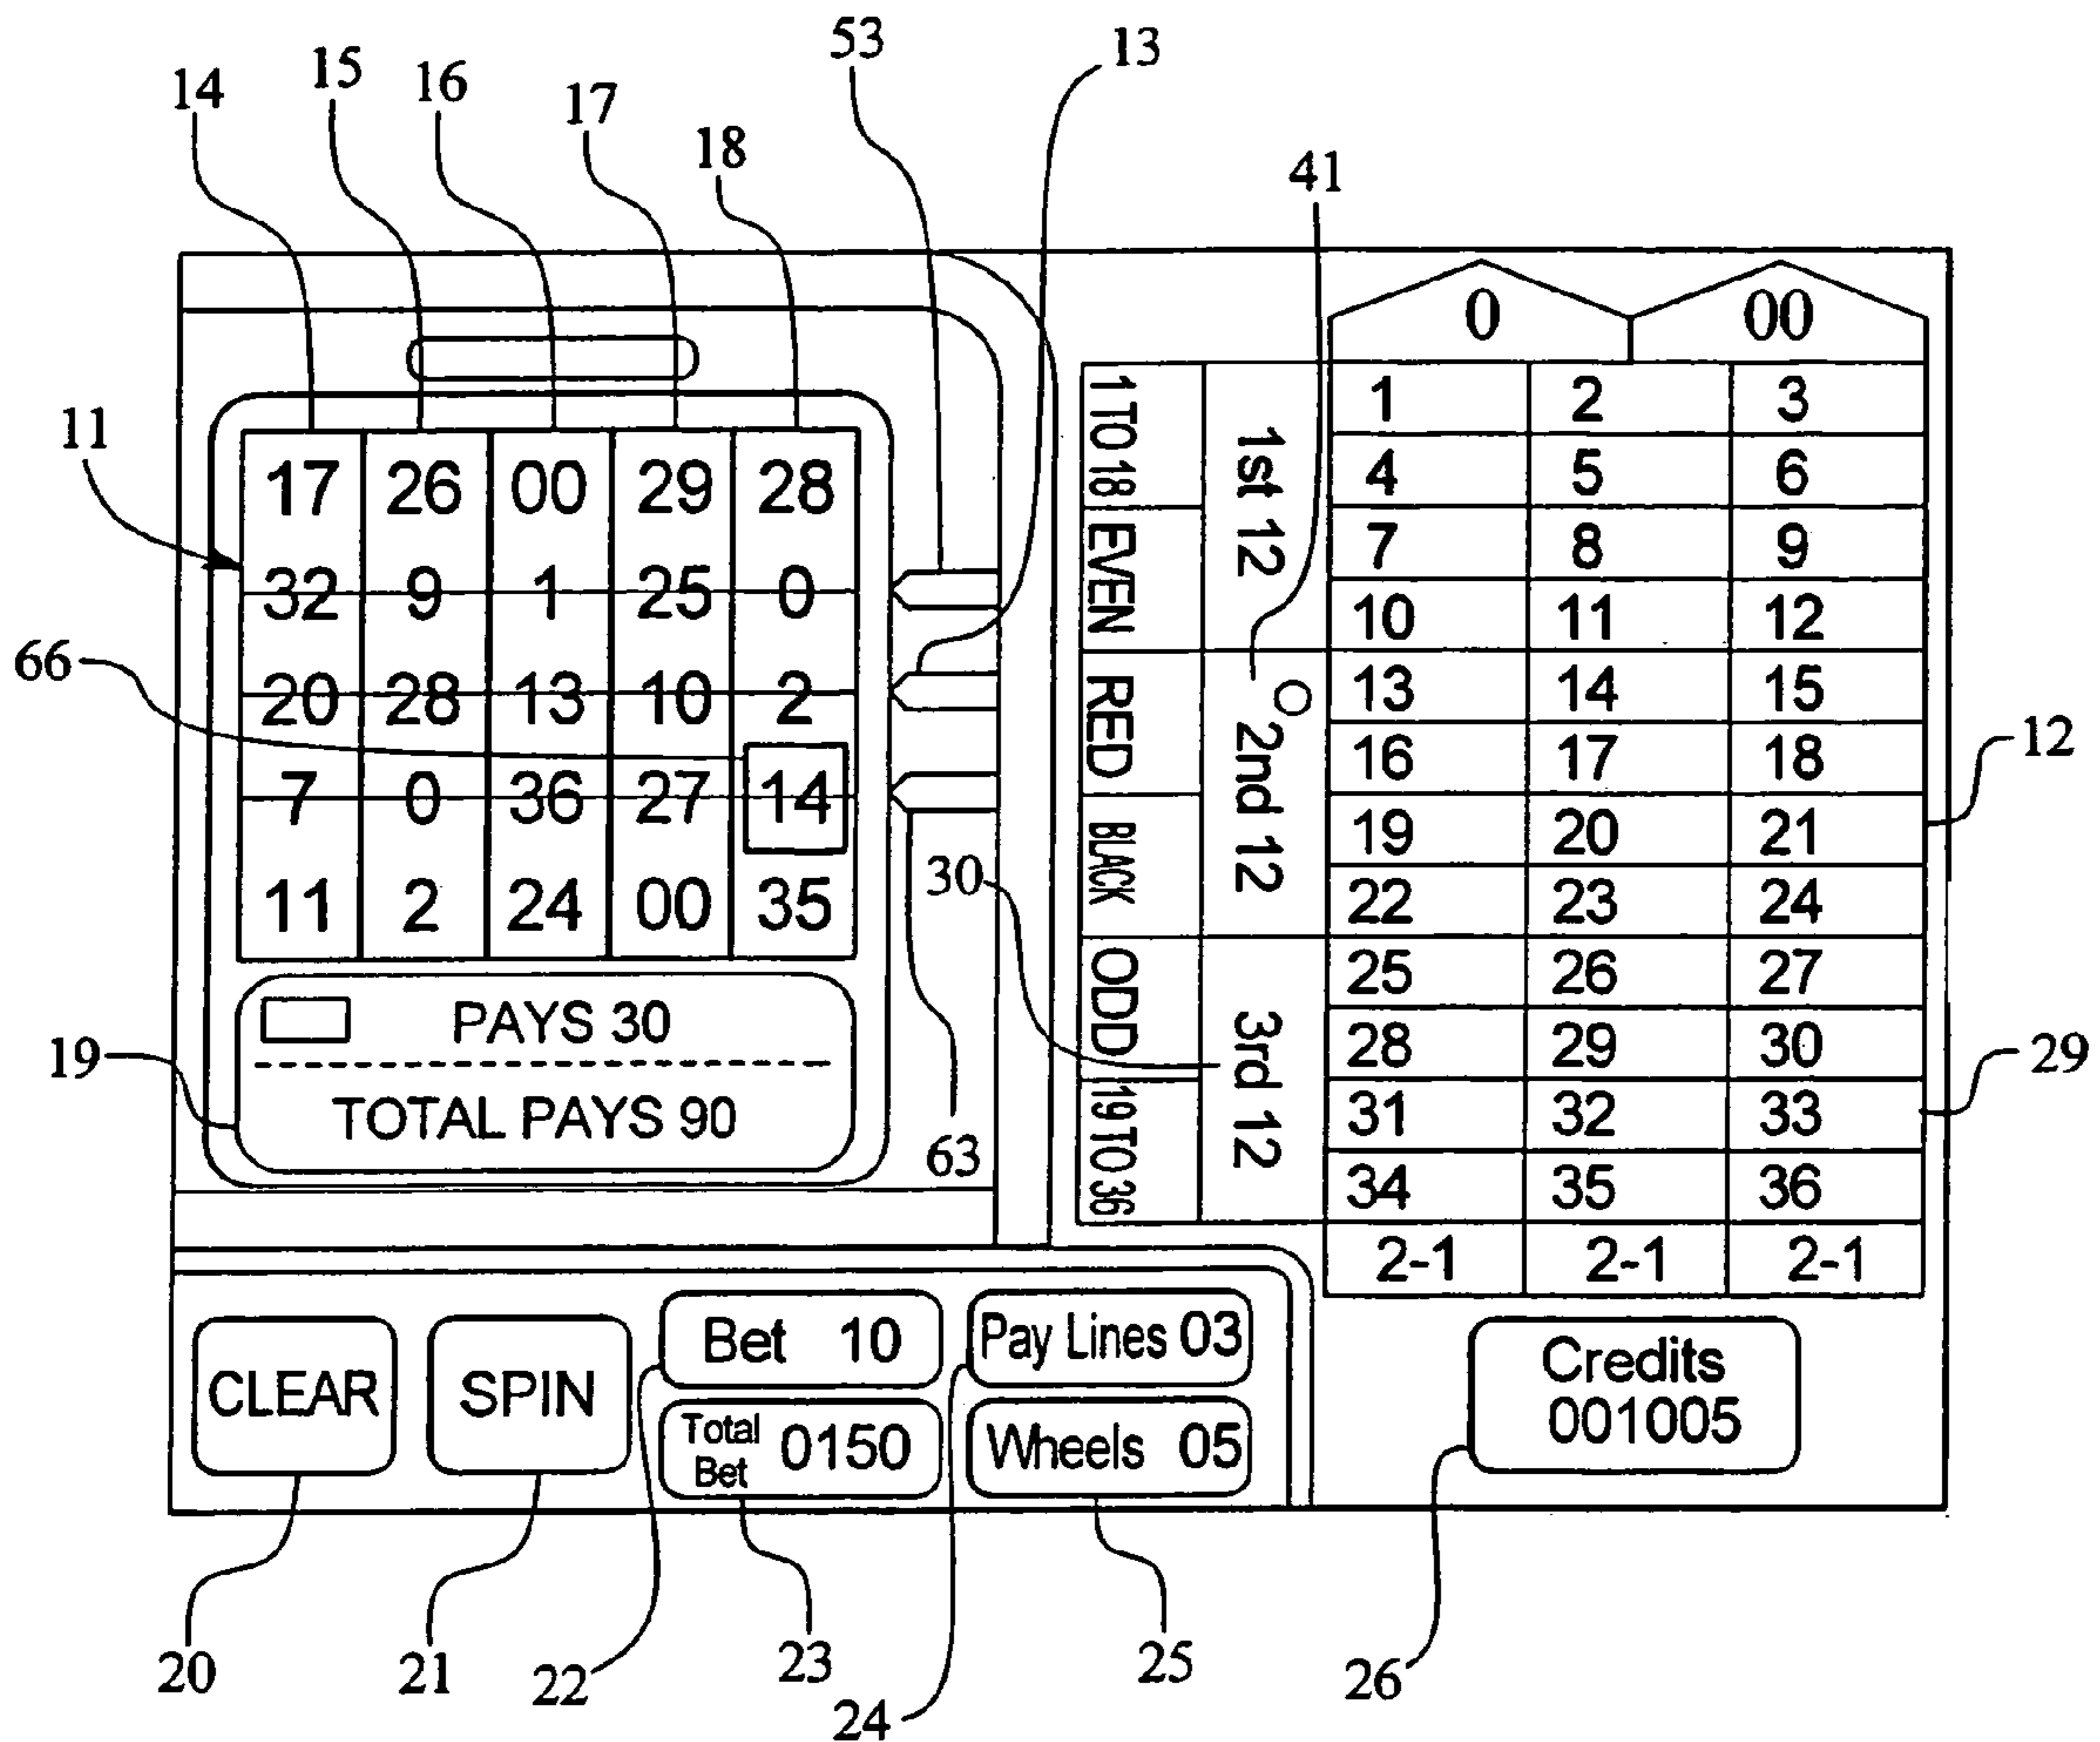 53
13
14
15
16
17
18
41
0 00
11
17 26 00 29 28
32 9 1 25 0
20 28 13 10 2
7 0 36 27 14
11 2 24 00 35
66
PAYS 30
TOTAL PAYS 90
19
63
30
1 TO 18
EVEN
RED
BLACK
ODD
19 TO 36
1st 12
2nd 12
3rd 12
1 2 3
4 5 6
7 8 9
10 11 12
13 14 15
16 17 18
19 20 21
22 23 24
25 26 27
28 29 30
31 32 33
34 35 36
2-1 2-1 2-1
12
29
CLEAR
SPIN
Bet 10
Total
Bet 0150
Pay Lines 03
Wheels 05
Credits
001005
20
21
22
23
24
25
26